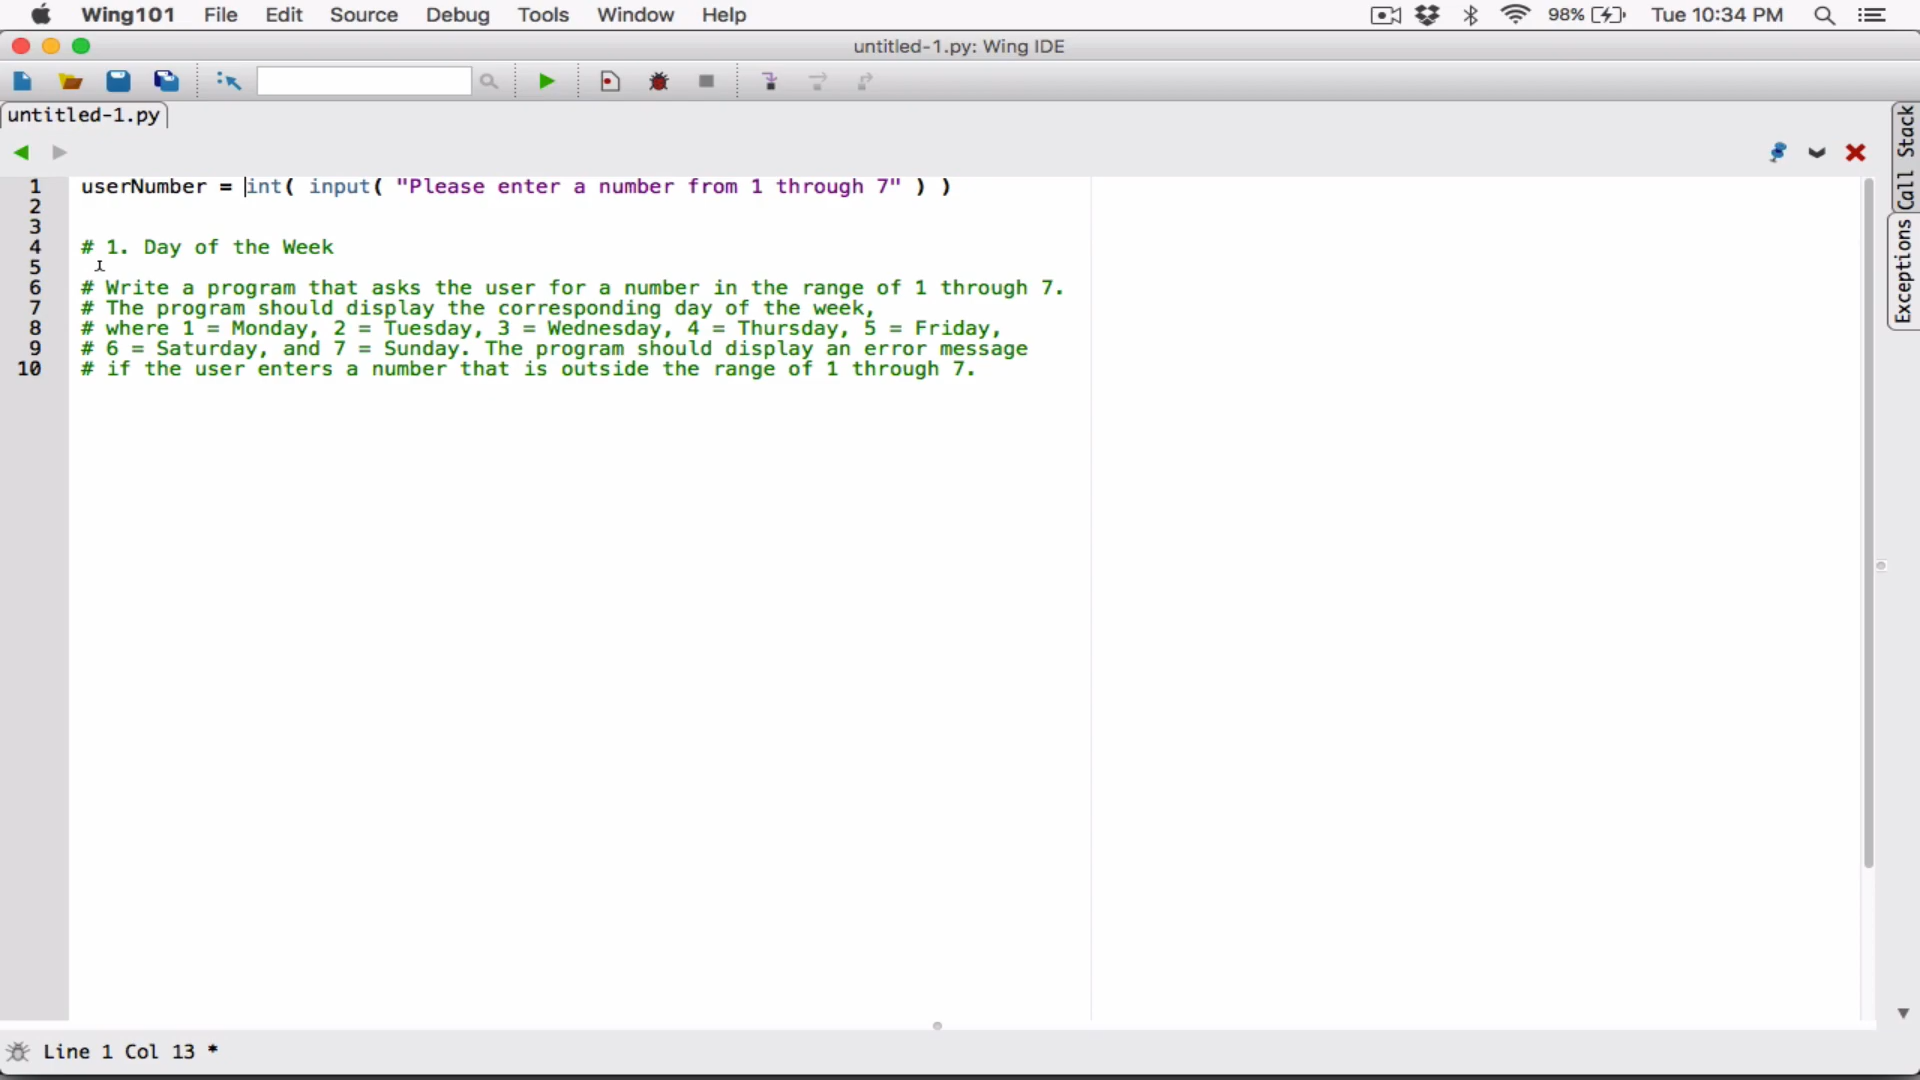 Wing101 File Edit Source Debug Tools Window Help 98% Tue 10:34 PM
untitled-1.py: Wing IDE
untitled-1.py
Call Stack
Exceptions
1 userNumber = int( input( "Please enter a number from 1 through 7" ) )
2
3
4 # 1. Day of the Week
5
6 # Write a program that asks the user for a number in the range of 1 through 7.
7 # The program should display the corresponding day of the week,
8 # where 1 = Monday, 2 = Tuesday, 3 = Wednesday, 4 = Thursday, 5 = Friday,
9 # 6 = Saturday, and 7 = Sunday. The program should display an error message
10 # if the user enters a number that is outside the range of 1 through 7.
Line 1 Col 13 *